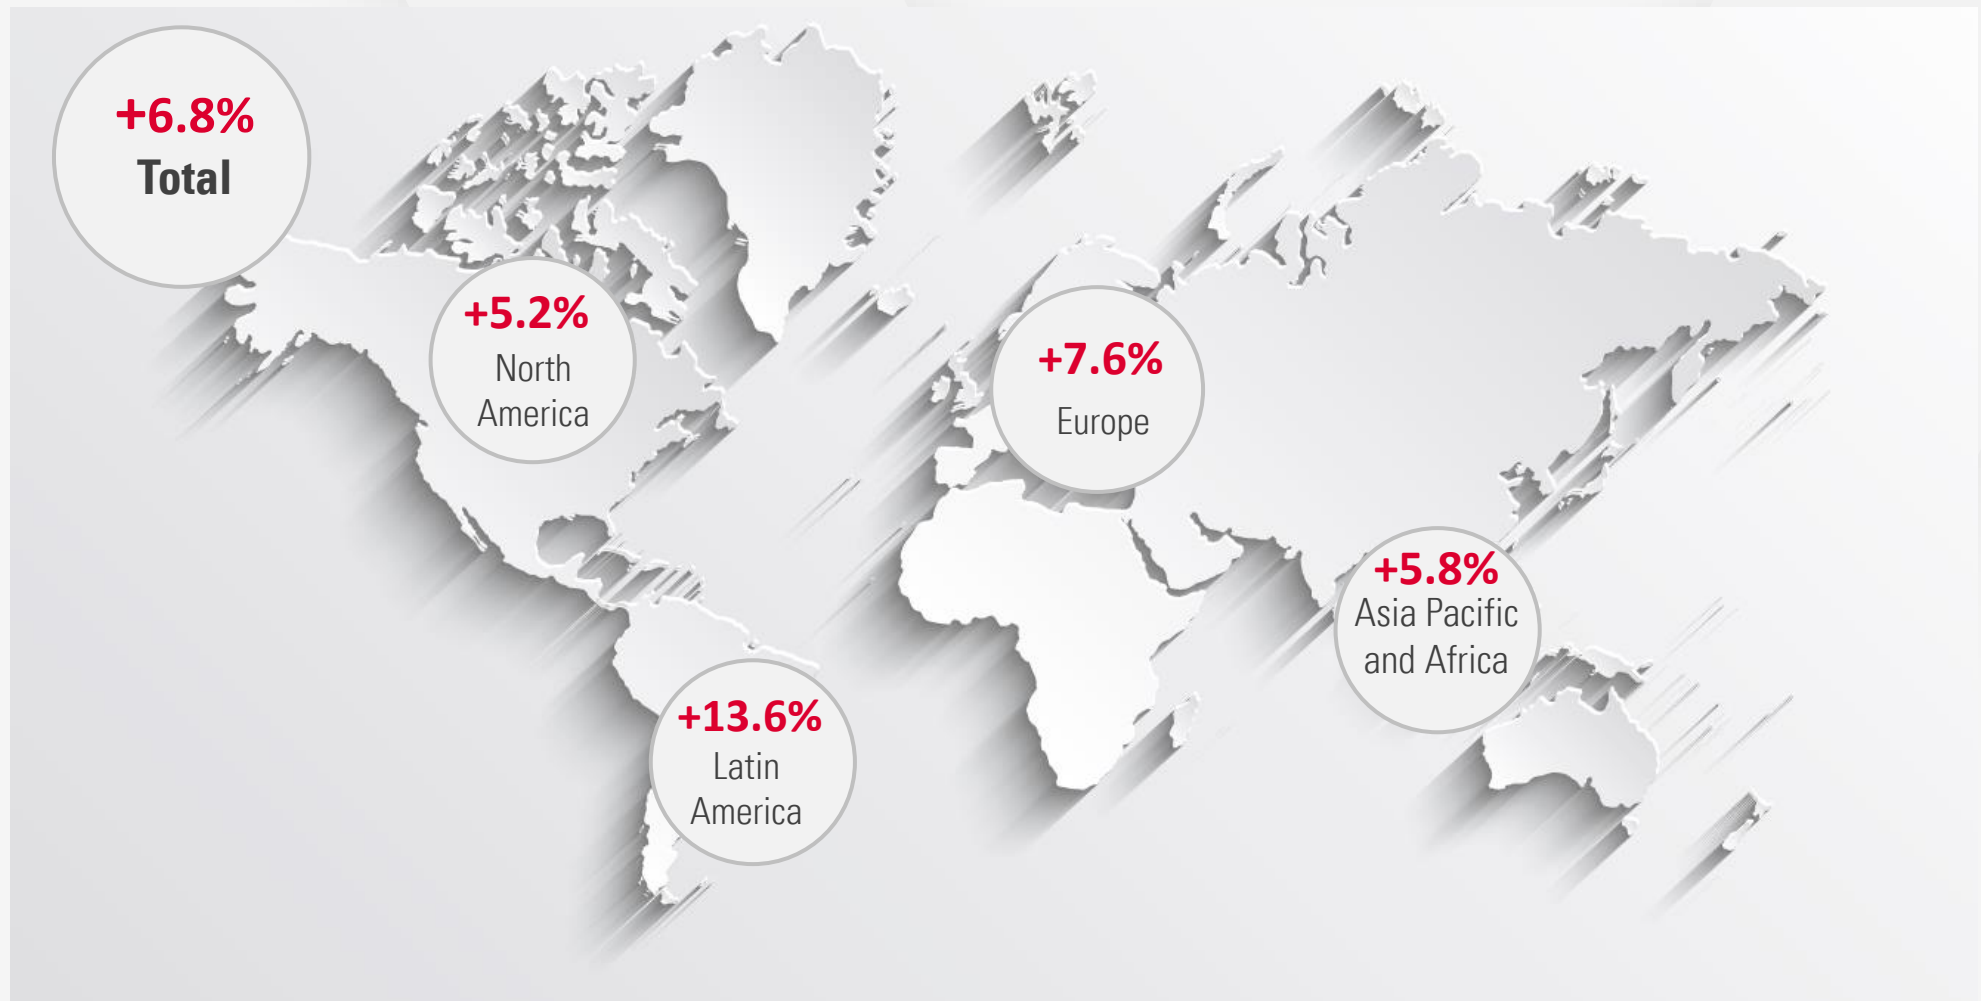 +6.8%
Total
+5.2%
North
America
+7.6%
Europe
+5.8%
Asia Pacific
and Africa
+13.6%
Latin
America